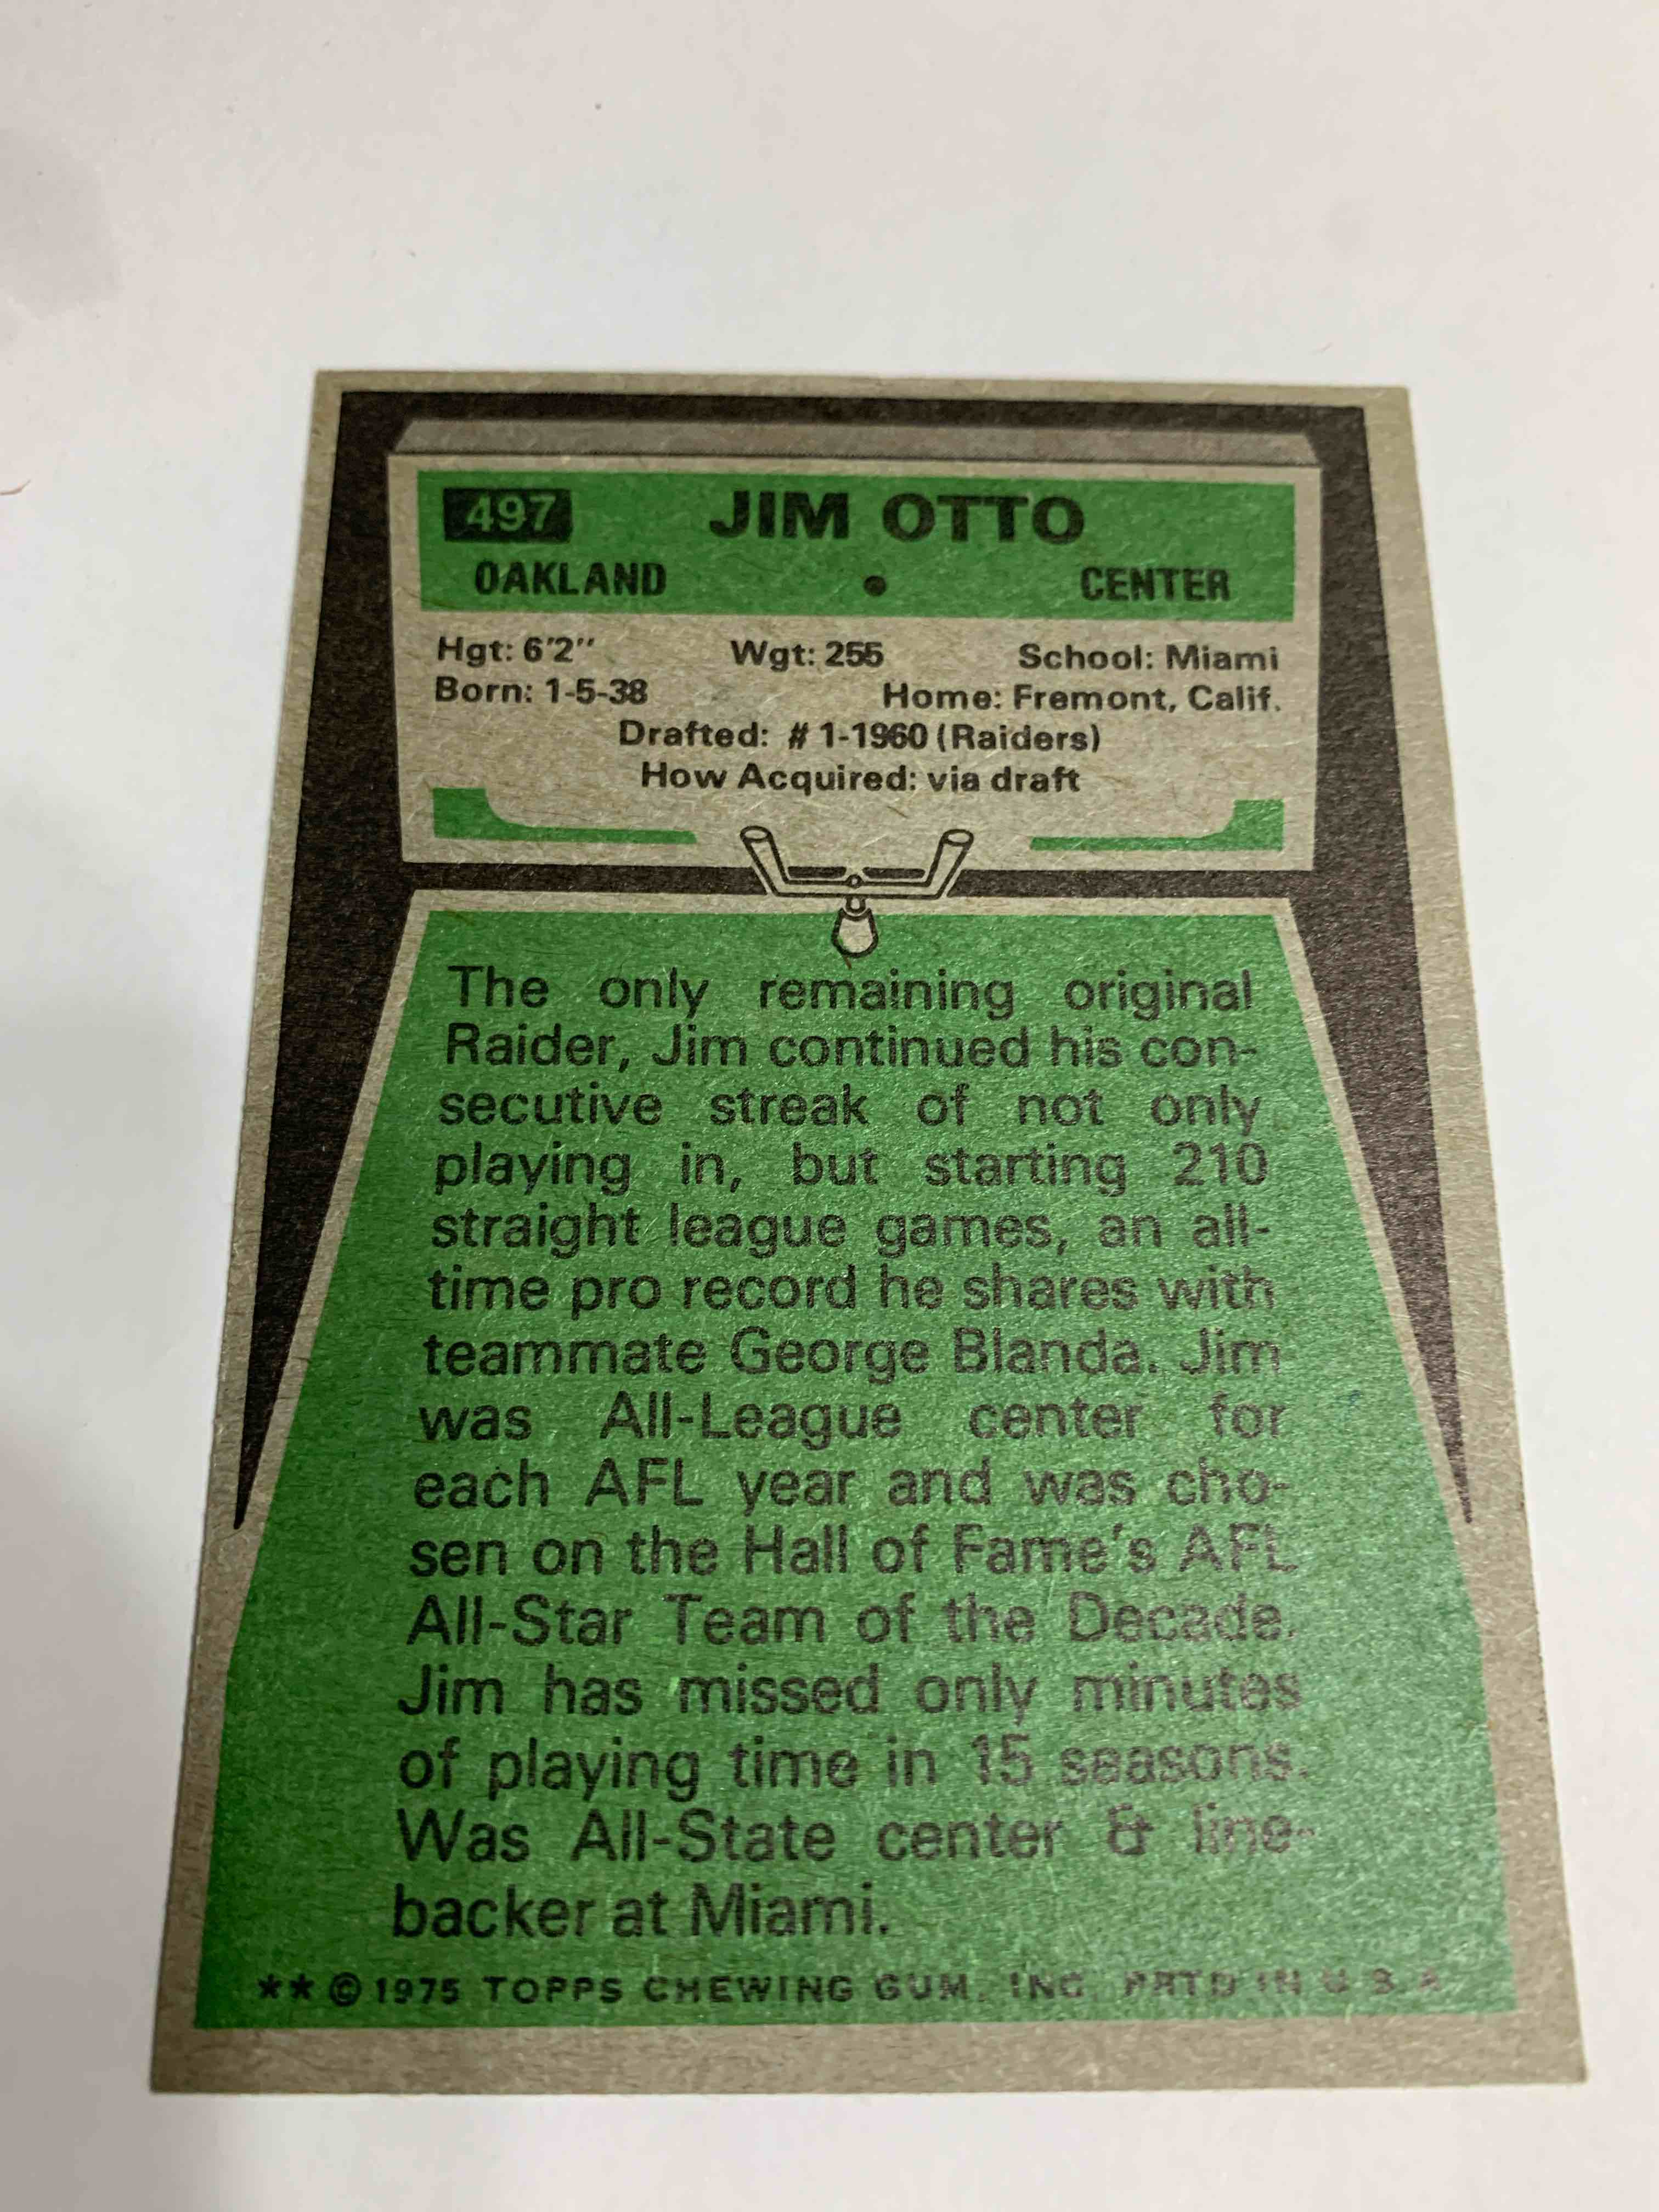 497 JIM OTTO
OAKLAND • CENTER
Hgt: 6'2" Wgt: 255 School: Miami
Born: 1-5-38 Home: Fremont, Calif.
Drafted: # 1-1960 (Raiders)
How Acquired: via draft
The only remaining original
Raider, Jim continued his con-
secutive streak of not only
playing in, but starting 210
straight league games, an all-
time pro record he shares with
teammate George Blanda. Jim
was All-League center for
each AFL year and was cho-
sen on the Hall of Fame's AFL
All-Star Team of the Decade.
Jim has missed only minutes
of playing time in 15 seasons.
Was All-State center & line-
backer at Miami.
** © 1975 TOPPS CHEWING GUM, INC. PRTD IN U.S.A.